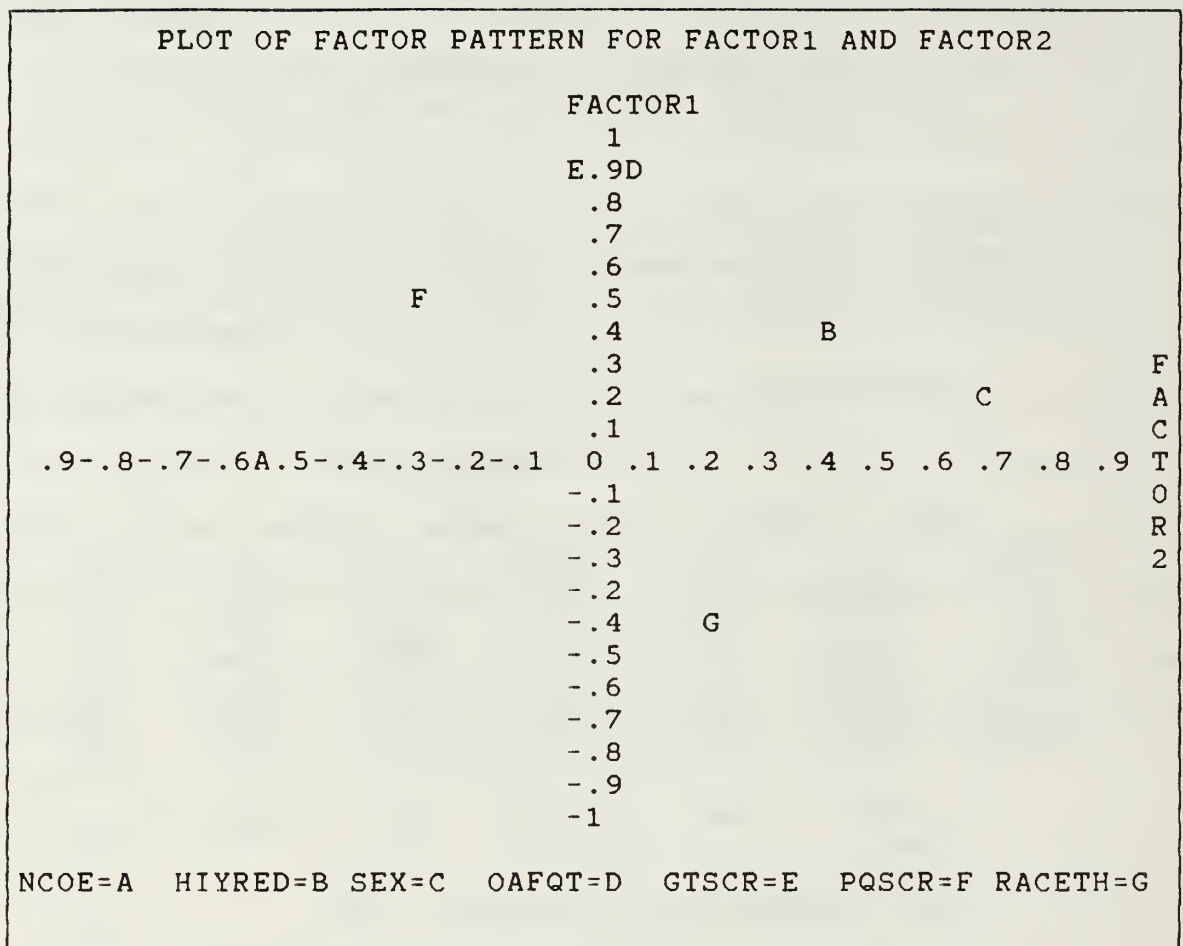 PLOT OF FACTOR PATTERN FOR FACTOR1 AND FACTOR2
FACTOR1
1
E.9D
.8
.7
.6
F .5
.4 B
.3 F
.2 C A
.1 C
.9-.8-.7-.6A.5-.4-.3-.2-.1 0 .1 .2 .3 .4 .5 .6 .7 .8 .9 T
-.1 O
-.2 R
-.3 2
-.2
-.4 G
-.5
-.6
-.7
-.8
-.9
-1
NCOE=A HIYRED=B SEX=C OAFQT=D GTSCR=E PQSCR=F RACETH=G